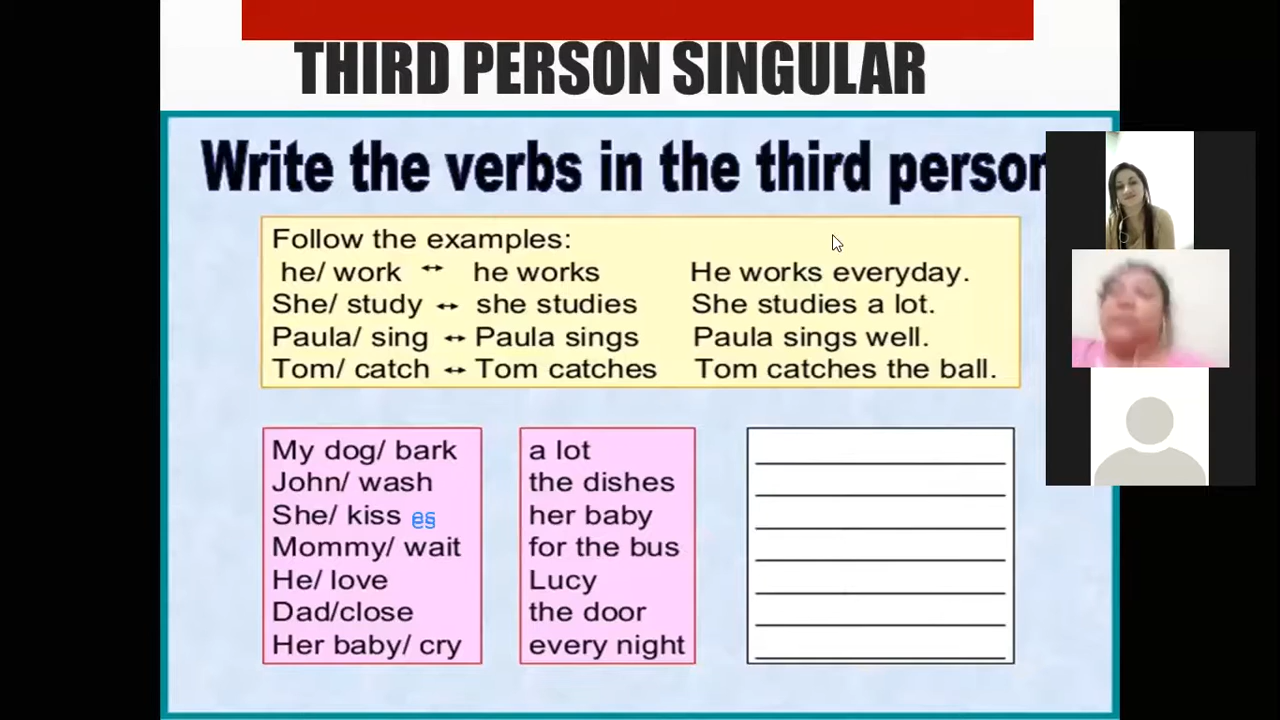 THIRD PERSON SINGULAR
Write the verbs in the third person
Follow the examples:
he/ work ↔ he works He works everyday.
She/ study ↔ she studies She studies a lot.
Paula/ sing ↔ Paula sings Paula sings well.
Tom/ catch ↔ Tom catches Tom catches the ball.
My dog/ bark a lot
John/ wash the dishes
She/ kiss es her baby
Mommy/ wait for the bus
He/ love Lucy
Dad/close the door
Her baby/ cry every night